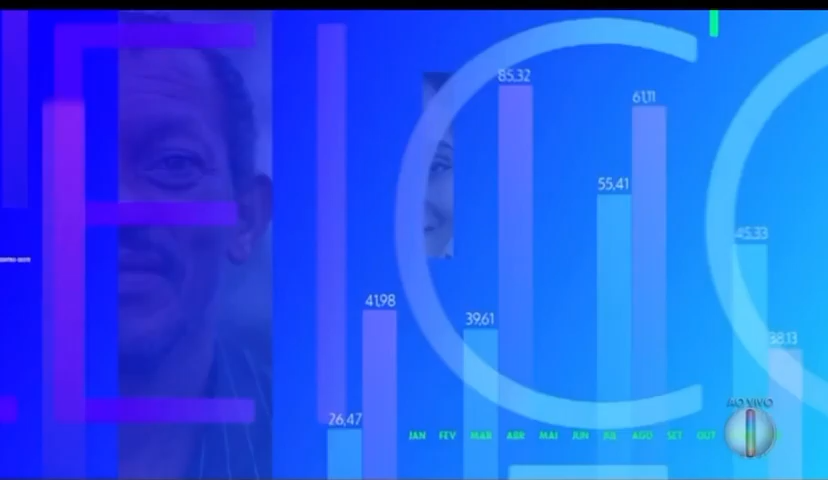 E I C
85,32
61,11
55,41
45,33
41,98
39,61
38,13
26,47
JAN FEV MAR ABR MAI JUN JUL AGO SET OUT
AO VIVO